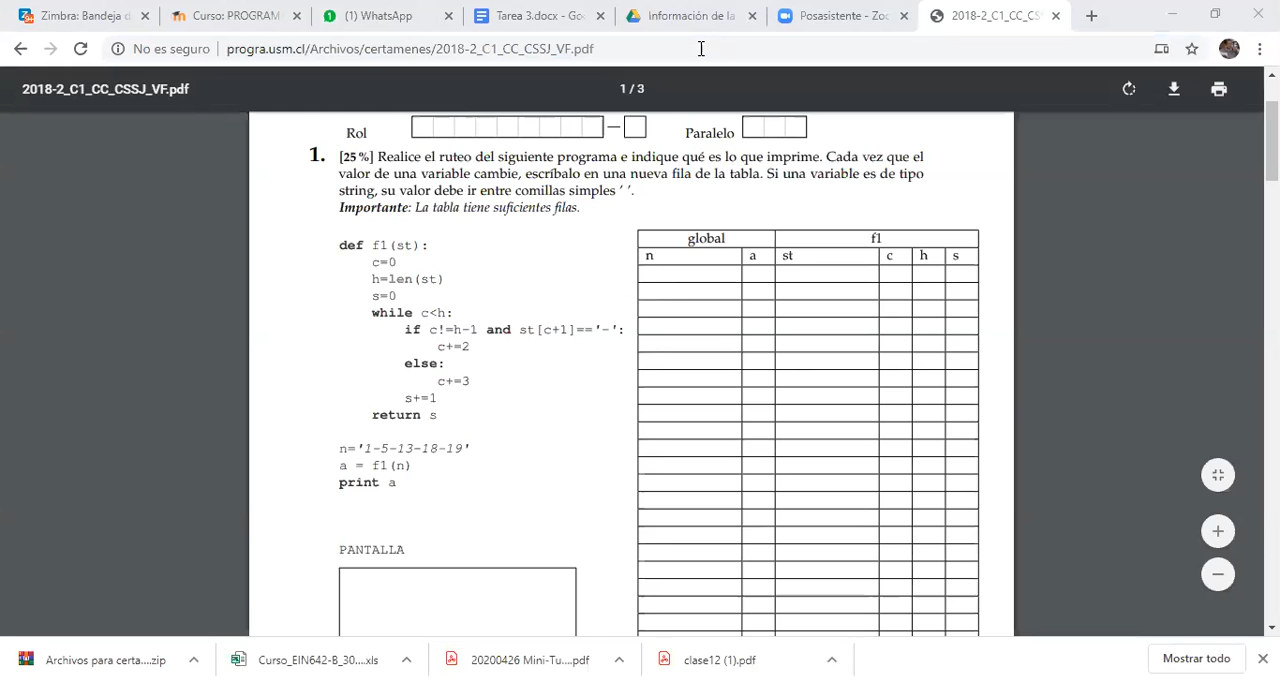 Zimbra: Bandeja d
Curso: PROGRAM
(1) WhatsApp
Tarea 3.docx - Goo
Información de la
Posasistente - Zoo
2018-2_C1_CC_CS
No es seguro
progra.usm.cl/Archivos/certamenes/2018-2_C1_CC_CSSJ_VF.pdf
2018-2_C1_CC_CSSJ_VF.pdf
1 / 3
Rol
Paralelo
1. [25 %] Realice el ruteo del siguiente programa e indique qué es lo que imprime. Cada vez que el
valor de una variable cambie, escríbalo en una nueva fila de la tabla. Si una variable es de tipo
string, su valor debe ir entre comillas simples ' '.
Importante: La tabla tiene suficientes filas.
def f1(st):
c=0
h=len(st)
s=0
while c<h:
if c!=h-1 and st[c+1]=='-':
c+=2
else:
c+=3
s+=1
return s
n='1-5-13-18-19'
a = f1(n)
print a
PANTALLA
global f1
n a st c h s
Archivos para certa....zip
Curso_EIN642-B_30....xls
20200426 Mini-Tu....pdf
clase12 (1).pdf
Mostrar todo